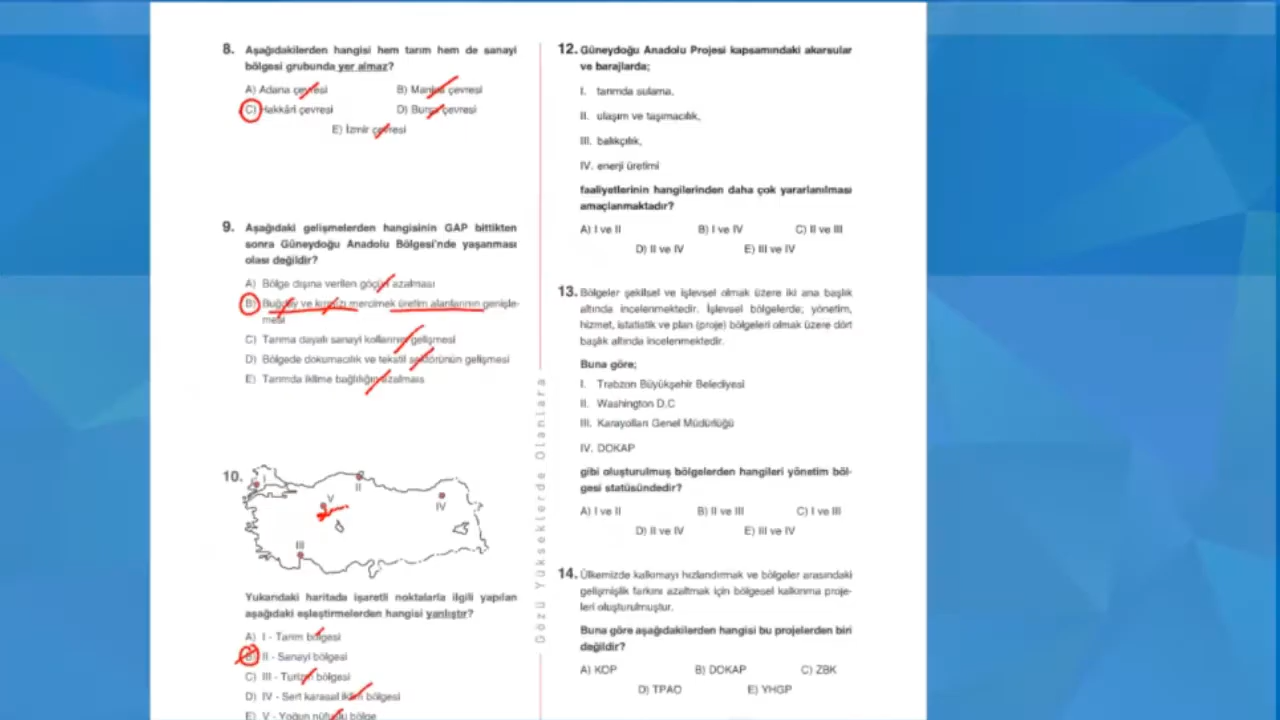 8. Aşağıdakilerden hangisi hem tarım hem de sanayi
bölgesi grubunda yer almaz?
A) Adana çevresi
B) Manisa çevresi
C) Hakkâri çevresi
D) Bursa çevresi
E) İzmir çevresi
9. Aşağıdaki gelişmelerden hangisinin GAP bittikten
sonra Güneydoğu Anadolu Bölgesi'nde yaşanması
olası değildir?
A) Bölge dışına verilen göçün azalması
B) Buğday ve kırmızı mercimek üretim alanlarının genişle-
mesi
C) Tarıma dayalı sanayi kollarının gelişmesi
D) Bölgede dokumacılık ve tekstil sektörünün gelişmesi
E) Tarımda iklime bağlılığın azalması
10.
I
II
V
IV
III
Yukarıdaki haritada işaretli noktalarla ilgili yapılan
aşağıdaki eşleştirmelerden hangisi yanlıştır?
A) I - Tarım bölgesi
B) II - Sanayi bölgesi
C) III - Turizm bölgesi
D) IV - Sert karasal iklim bölgesi
E) V - Yoğun nüfuslu bölge
Gözü Yükseklerde Olanlara
12. Güneydoğu Anadolu Projesi kapsamındaki akarsular
ve barajlarda;
I. tarımda sulama,
II. ulaşım ve taşımacılık,
III. balıkçılık,
IV. enerji üretimi
faaliyetlerinin hangilerinden daha çok yararlanılması
amaçlanmaktadır?
A) I ve II
B) I ve IV
C) II ve III
D) II ve IV
E) III ve IV
13. Bölgeler şekilsel ve işlevsel olmak üzere iki ana başlık
altında incelenmektedir. İşlevsel bölgelerde; yönetim,
hizmet, istatistik ve plan (proje) bölgeleri olmak üzere dört
başlık altında incelenmektedir.
Buna göre;
I. Trabzon Büyükşehir Belediyesi
II. Washington D.C
III. Karayolları Genel Müdürlüğü
IV. DOKAP
gibi oluşturulmuş bölgelerden hangileri yönetim böl-
gesi statüsündedir?
A) I ve II
B) II ve III
C) I ve III
D) II ve IV
E) III ve IV
14. Ülkemizde kalkınmayı hızlandırmak ve bölgeler arasındaki
gelişmişlik farkını azaltmak için bölgesel kalkınma proje-
leri oluşturulmuştur.
Buna göre aşağıdakilerden hangisi bu projelerden biri
değildir?
A) KOP
B) DOKAP
C) ZBK
D) TPAO
E) YHGP